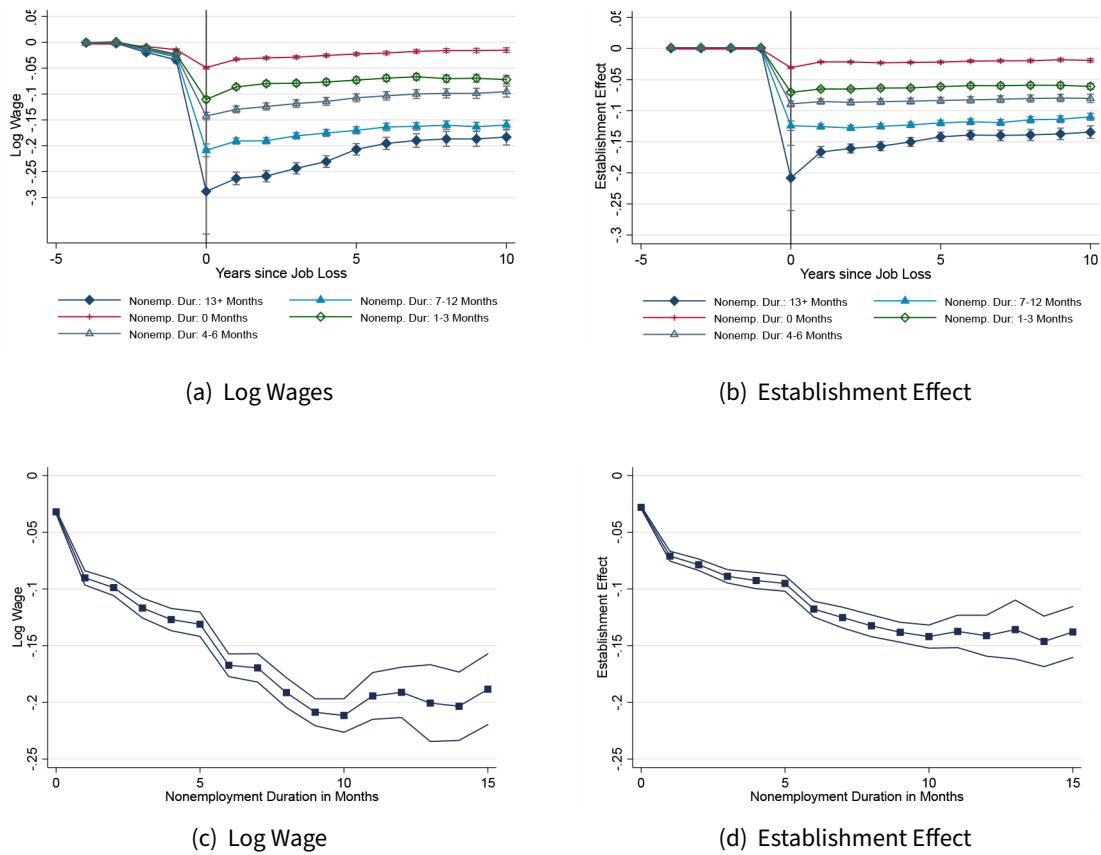 .05
0
-.05
-.1
-.15
-.2
-.25
-.3
Log Wage
-5
0
5
10
Years since Job Loss
Nonemp. Dur.: 13+ Months
Nonemp. Dur.: 7-12 Months
Nonemp. Dur: 0 Months
Nonemp. Dur: 1-3 Months
Nonemp. Dur: 4-6 Months
(a) Log Wages
.05
0
-.05
-.1
-.15
-.2
-.25
-.3
Establishment Effect
-5
0
5
10
Years since Job Loss
Nonemp. Dur.: 13+ Months
Nonemp. Dur.: 7-12 Months
Nonemp. Dur: 0 Months
Nonemp. Dur: 1-3 Months
Nonemp. Dur: 4-6 Months
(b) Establishment Effect
0
-.05
-.1
-.15
-.2
-.25
Log Wage
0
5
10
15
Nonemployment Duration in Months
(c) Log Wage
0
-.05
-.1
-.15
-.2
-.25
Establishment Effect
0
5
10
15
Nonemployment Duration in Months
(d) Establishment Effect